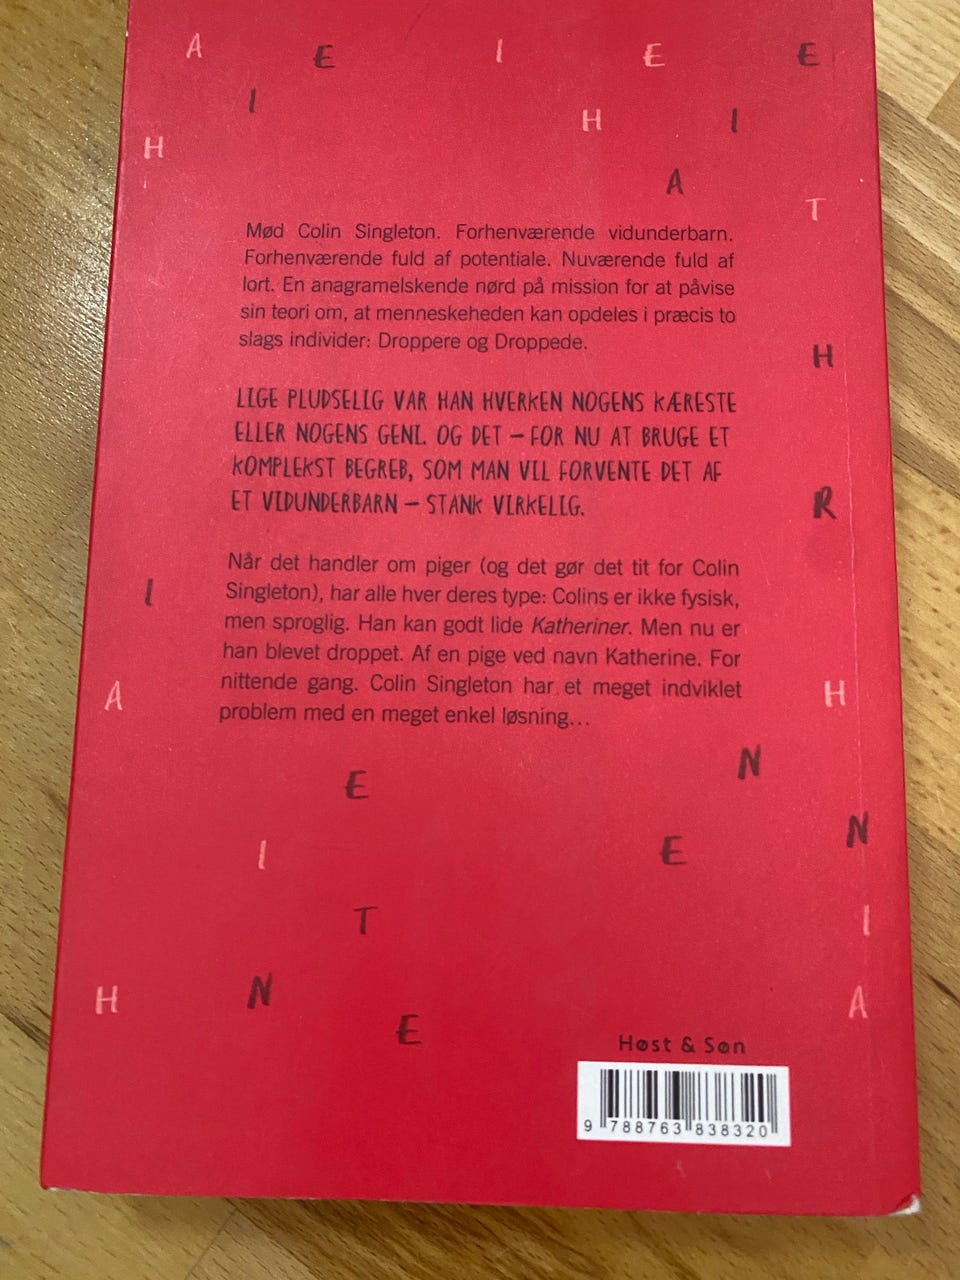 A E I E E
I H I
H
A
T
Mød Colin Singleton. Forhenværende vidunderbarn.
Forhenværende fuld af potentiale. Nuværende fuld af
lort. En anagramelskende nørd på mission for at påvise
sin teori om, at menneskeheden kan opdeles i præcis to
slags individer: Droppere og Droppede.
H
LIGE PLUDSELIG VAR HAN HVERKEN NOGENS KÆRESTE
ELLER NOGENS GENI. OG DET – FOR NU AT BRUGE ET
KOMPLEKST BEGREB, SOM MAN VIL FORVENTE DET AF
ET VIDUNDERBARN – STANK VIRKELIG.
R
Når det handler om piger (og det gør det tit for Colin
Singleton), har alle hver deres type: Colins er ikke fysisk,
I
men sproglig. Han kan godt lide Katheriner. Men nu er
han blevet droppet. Af en pige ved navn Katherine. For
nittende gang. Colin Singleton har et meget indviklet
A H
problem med en meget enkel løsning...
N
E
N
I E
T I
H N A
E
Høst & Søn
9 788763 838320